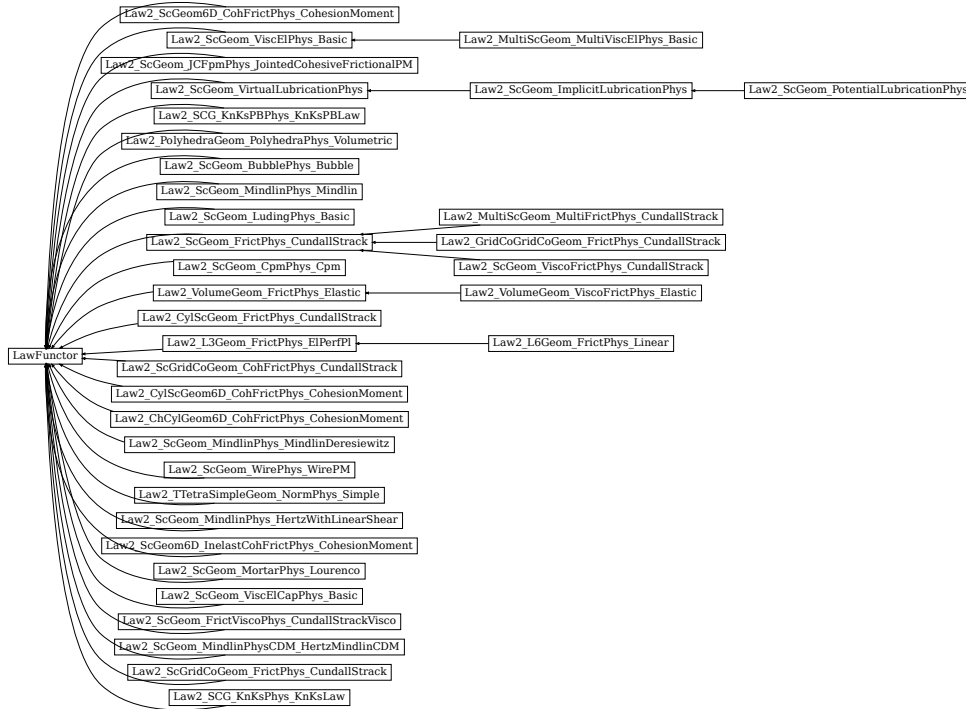 Law2_ScGeom6D_CohFrictPhys_CohesionMoment
Law2_ScGeom_ViscElPhys_Basic
Law2_MultiScGeom_MultiViscElPhys_Basic
Law2_ScGeom_JCFpmPhys_JointedCohesiveFrictionalPM
Law2_ScGeom_VirtualLubricationPhys
Law2_ScGeom_ImplicitLubricationPhys
Law2_ScGeom_PotentialLubricationPhys
Law2_SCG_KnKsPBPhys_KnKsPBLaw
Law2_PolyhedraGeom_PolyhedraPhys_Volumetric
Law2_ScGeom_BubblePhys_Bubble
Law2_ScGeom_MindlinPhys_Mindlin
Law2_ScGeom_LudingPhys_Basic
Law2_MultiScGeom_MultiFrictPhys_CundallStrack
Law2_ScGeom_FrictPhys_CundallStrack
Law2_GridCoGridCoGeom_FrictPhys_CundallStrack
Law2_ScGeom_CpmPhys_Cpm
Law2_ScGeom_ViscoFrictPhys_CundallStrack
Law2_VolumeGeom_FrictPhys_Elastic
Law2_VolumeGeom_ViscoFrictPhys_Elastic
Law2_CylScGeom_FrictPhys_CundallStrack
Law2_L3Geom_FrictPhys_ElPerfPl
Law2_L6Geom_FrictPhys_Linear
LawFunctor
Law2_ScGridCoGeom_CohFrictPhys_CundallStrack
Law2_CylScGeom6D_CohFrictPhys_CohesionMoment
Law2_ChCylGeom6D_CohFrictPhys_CohesionMoment
Law2_ScGeom_MindlinPhys_MindlinDeresiewitz
Law2_ScGeom_WirePhys_WirePM
Law2_TTetraSimpleGeom_NormPhys_Simple
Law2_ScGeom_MindlinPhys_HertzWithLinearShear
Law2_ScGeom6D_InelastCohFrictPhys_CohesionMoment
Law2_ScGeom_MortarPhys_Lourenco
Law2_ScGeom_ViscElCapPhys_Basic
Law2_ScGeom_FrictViscoPhys_CundallStrackVisco
Law2_ScGeom_MindlinPhysCDM_HertzMindlinCDM
Law2_ScGridCoGeom_FrictPhys_CundallStrack
Law2_SCG_KnKsPhys_KnKsLaw